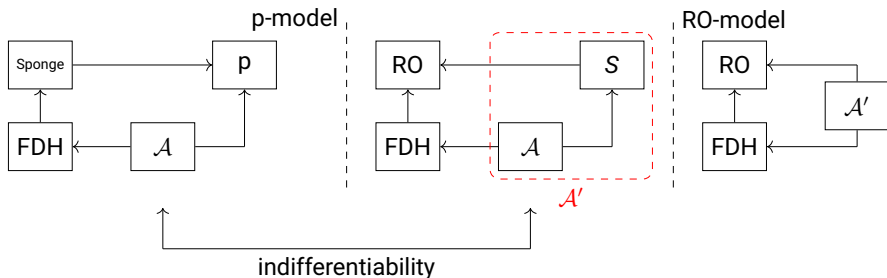 p-model
RO-model
Sponge
p
RO
S
RO
𝒜′
FDH
𝒜
FDH
𝒜
FDH
𝒜′
indifferentiability